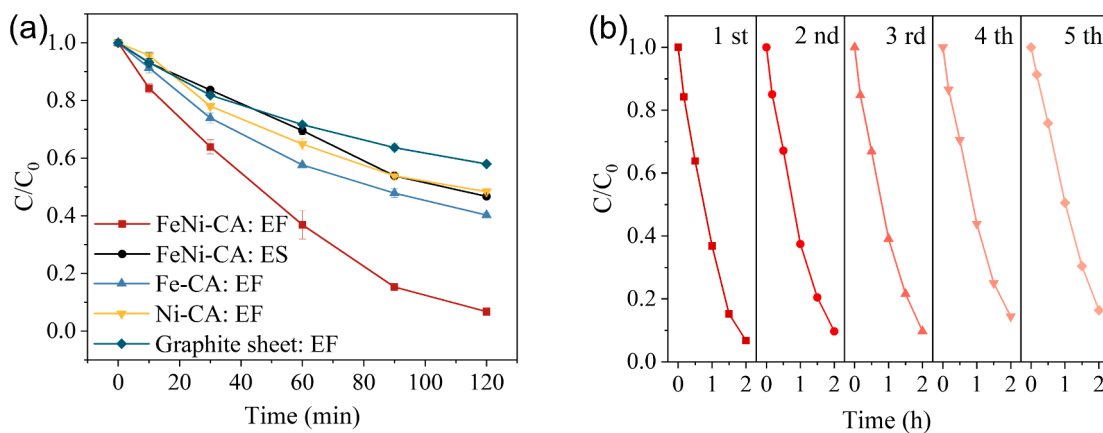 (a)
C/C0
1.0
0.8
0.6
0.4
0.2
0.0
FeNi-CA: EF
FeNi-CA: ES
Fe-CA: EF
Ni-CA: EF
Graphite sheet: EF
0 20 40 60 80 100 120
Time (min)
(b)
C/C0
1.0
0.8
0.6
0.4
0.2
0.0
1 st 2 nd 3 rd 4 th 5 th
0 1 2 0 1 2 0 1 2 0 1 2 0 1 2
Time (h)